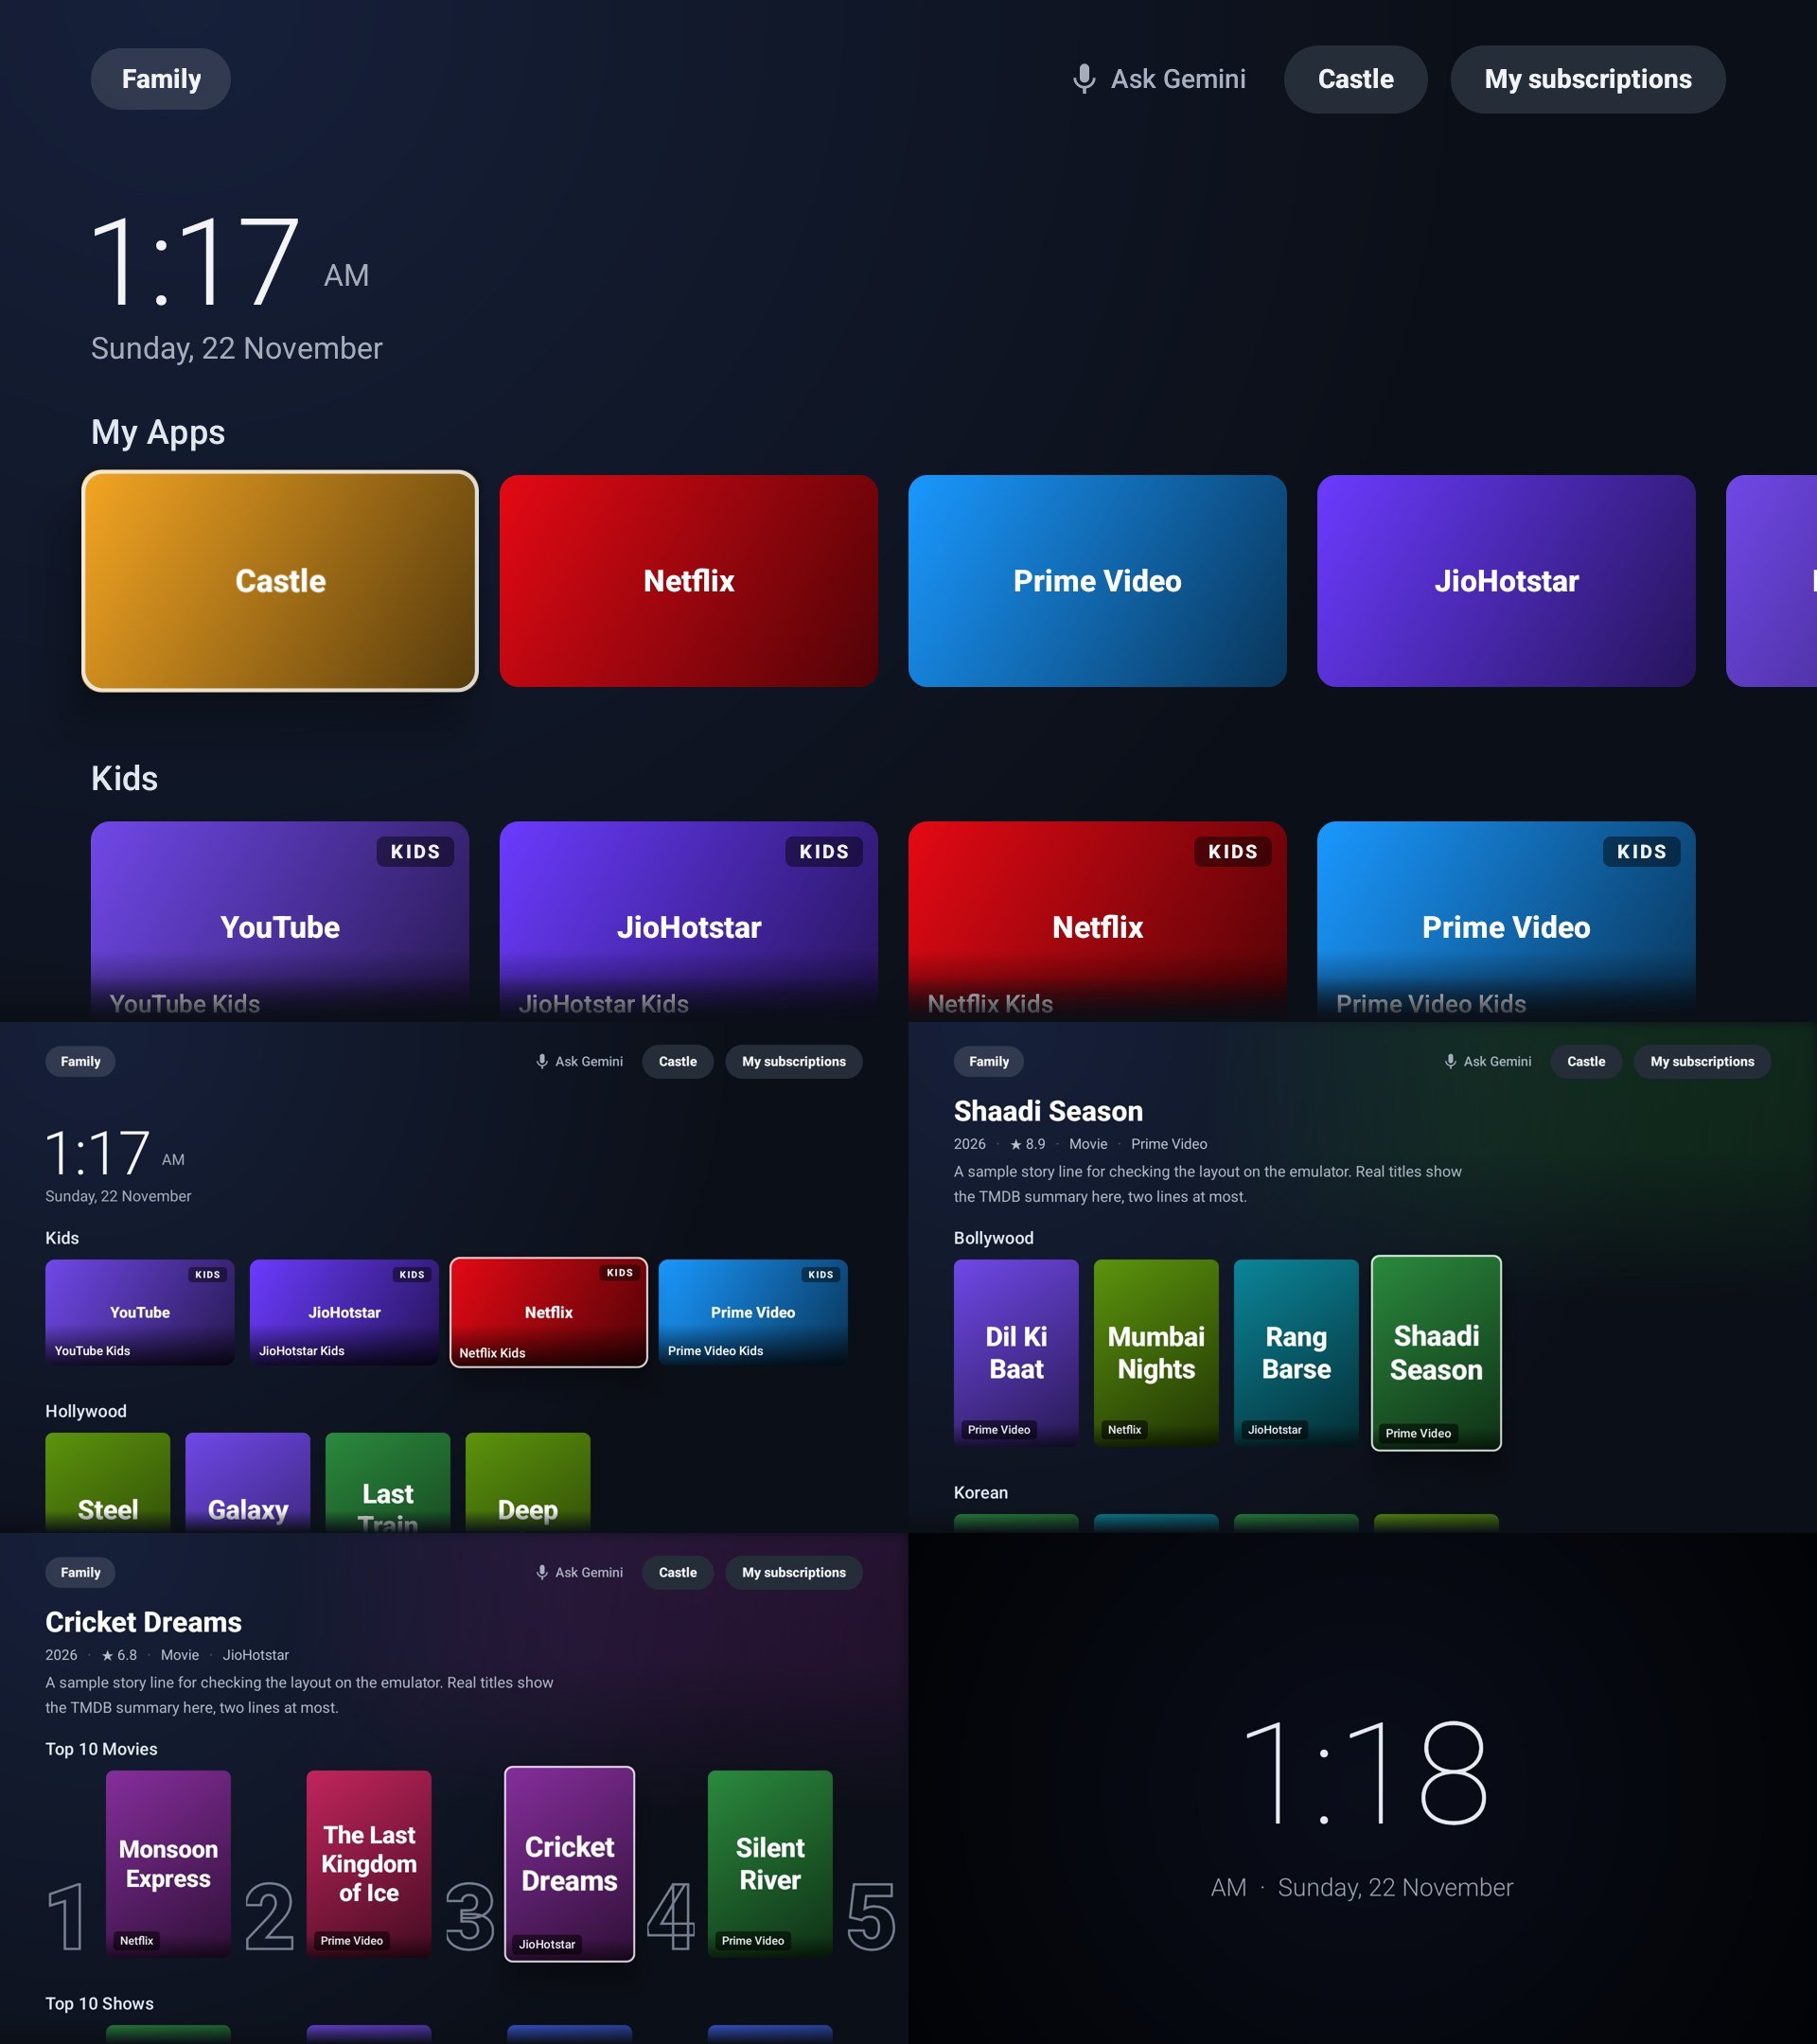 Family
Ask Gemini
Castle
My subscriptions
1:17 AM
Sunday, 22 November
My Apps
Castle
Netflix
Prime Video
JioHotstar
Kids
KIDS
YouTube
YouTube Kids
KIDS
JioHotstar
JioHotstar Kids
KIDS
Netflix
Netflix Kids
KIDS
Prime Video
Prime Video Kids
Family
Ask Gemini
Castle
My subscriptions
1:17 AM
Sunday, 22 November
Kids
KIDS
YouTube
YouTube Kids
KIDS
JioHotstar
JioHotstar Kids
KIDS
Netflix
Netflix Kids
KIDS
Prime Video
Prime Video Kids
Hollywood
Steel
Galaxy
Last
Train
Deep
Family
Ask Gemini
Castle
My subscriptions
Shaadi Season
2026 · ★ 8.9 · Movie · Prime Video
A sample story line for checking the layout on the emulator. Real titles show
the TMDB summary here, two lines at most.
Bollywood
Dil Ki
Baat
Prime Video
Mumbai
Nights
Netflix
Rang
Barse
JioHotstar
Shaadi
Season
Prime Video
Korean
Family
Ask Gemini
Castle
My subscriptions
Cricket Dreams
2026 · ★ 6.8 · Movie · JioHotstar
A sample story line for checking the layout on the emulator. Real titles show
the TMDB summary here, two lines at most.
Top 10 Movies
1
Monsoon
Express
Netflix
2
The Last
Kingdom
of Ice
Prime Video
3
Cricket
Dreams
JioHotstar
4
Silent
River
Prime Video
5
Top 10 Shows
1:18
AM · Sunday, 22 November